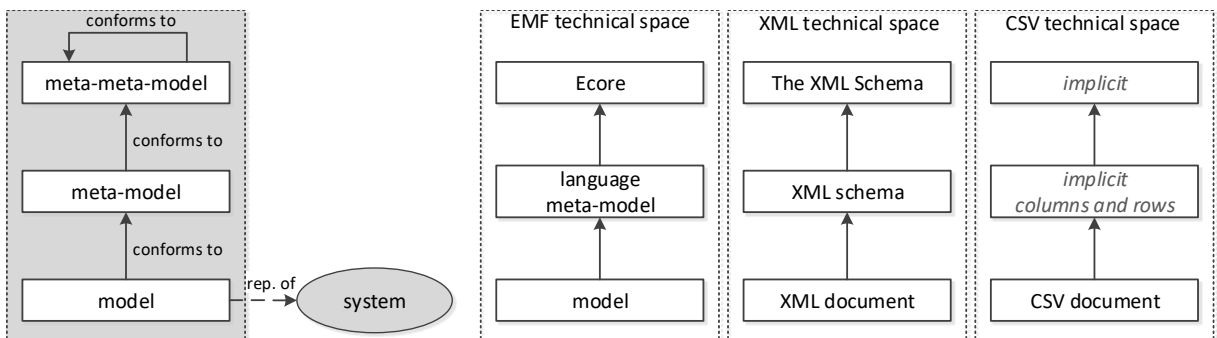 conforms to
meta-meta-model
conforms to
meta-model
conforms to
model
rep. of
system
EMF technical space
Ecore
language
meta-model
model
XML technical space
The XML Schema
XML schema
XML document
CSV technical space
implicit
implicit
columns and rows
CSV document